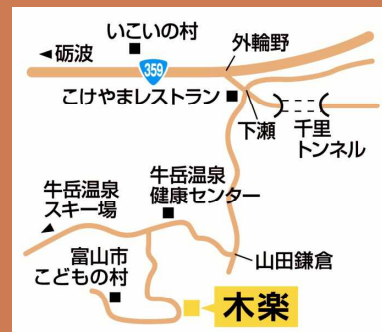 いこいの村
外輪野
◀砺波
359
こけやまレストラン
下瀬
千里
トンネル
牛岳温泉
スキー場
牛岳温泉
健康センター
富山市
こどもの村
山田鎌倉
木楽